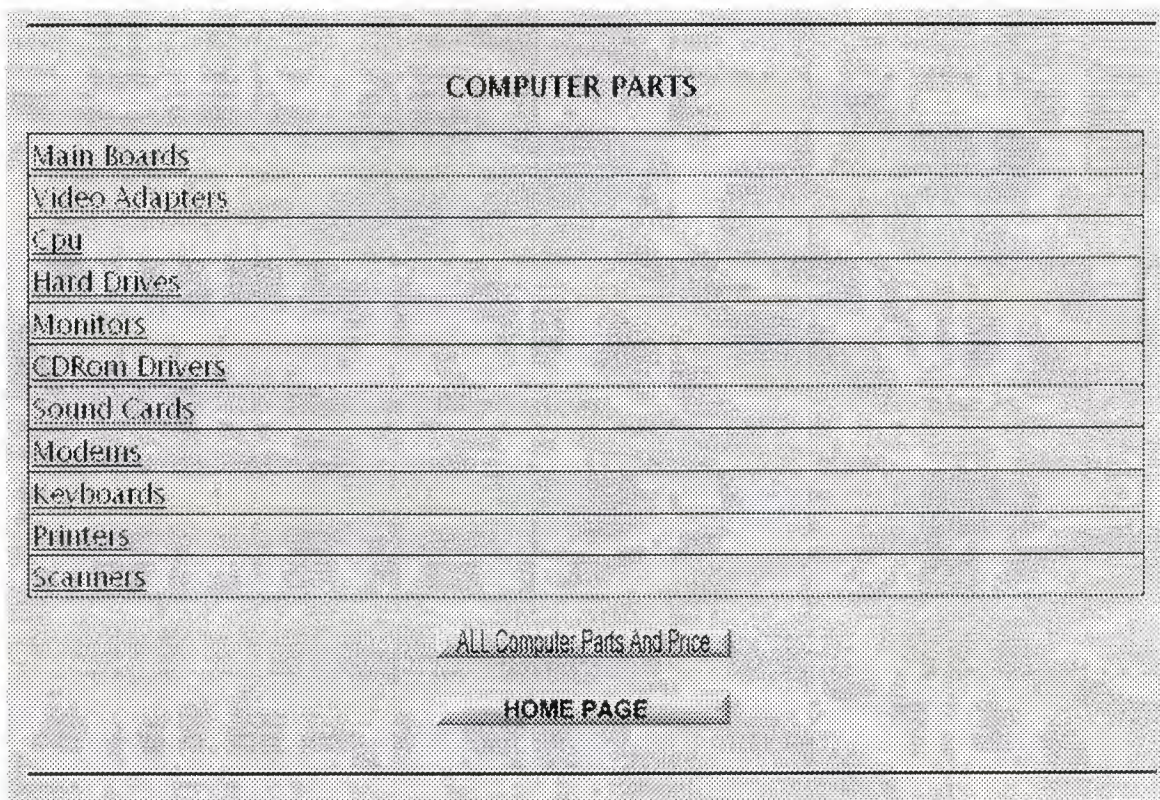 COMPUTER PARTS
Main Boards
Video Adapters
Cpu
Hard Drives
Monitors
CDRom Drivers
Sound Cards
Modems
Keyboards
Printers
Scanners
ALL Computer Parts And Price
HOME PAGE